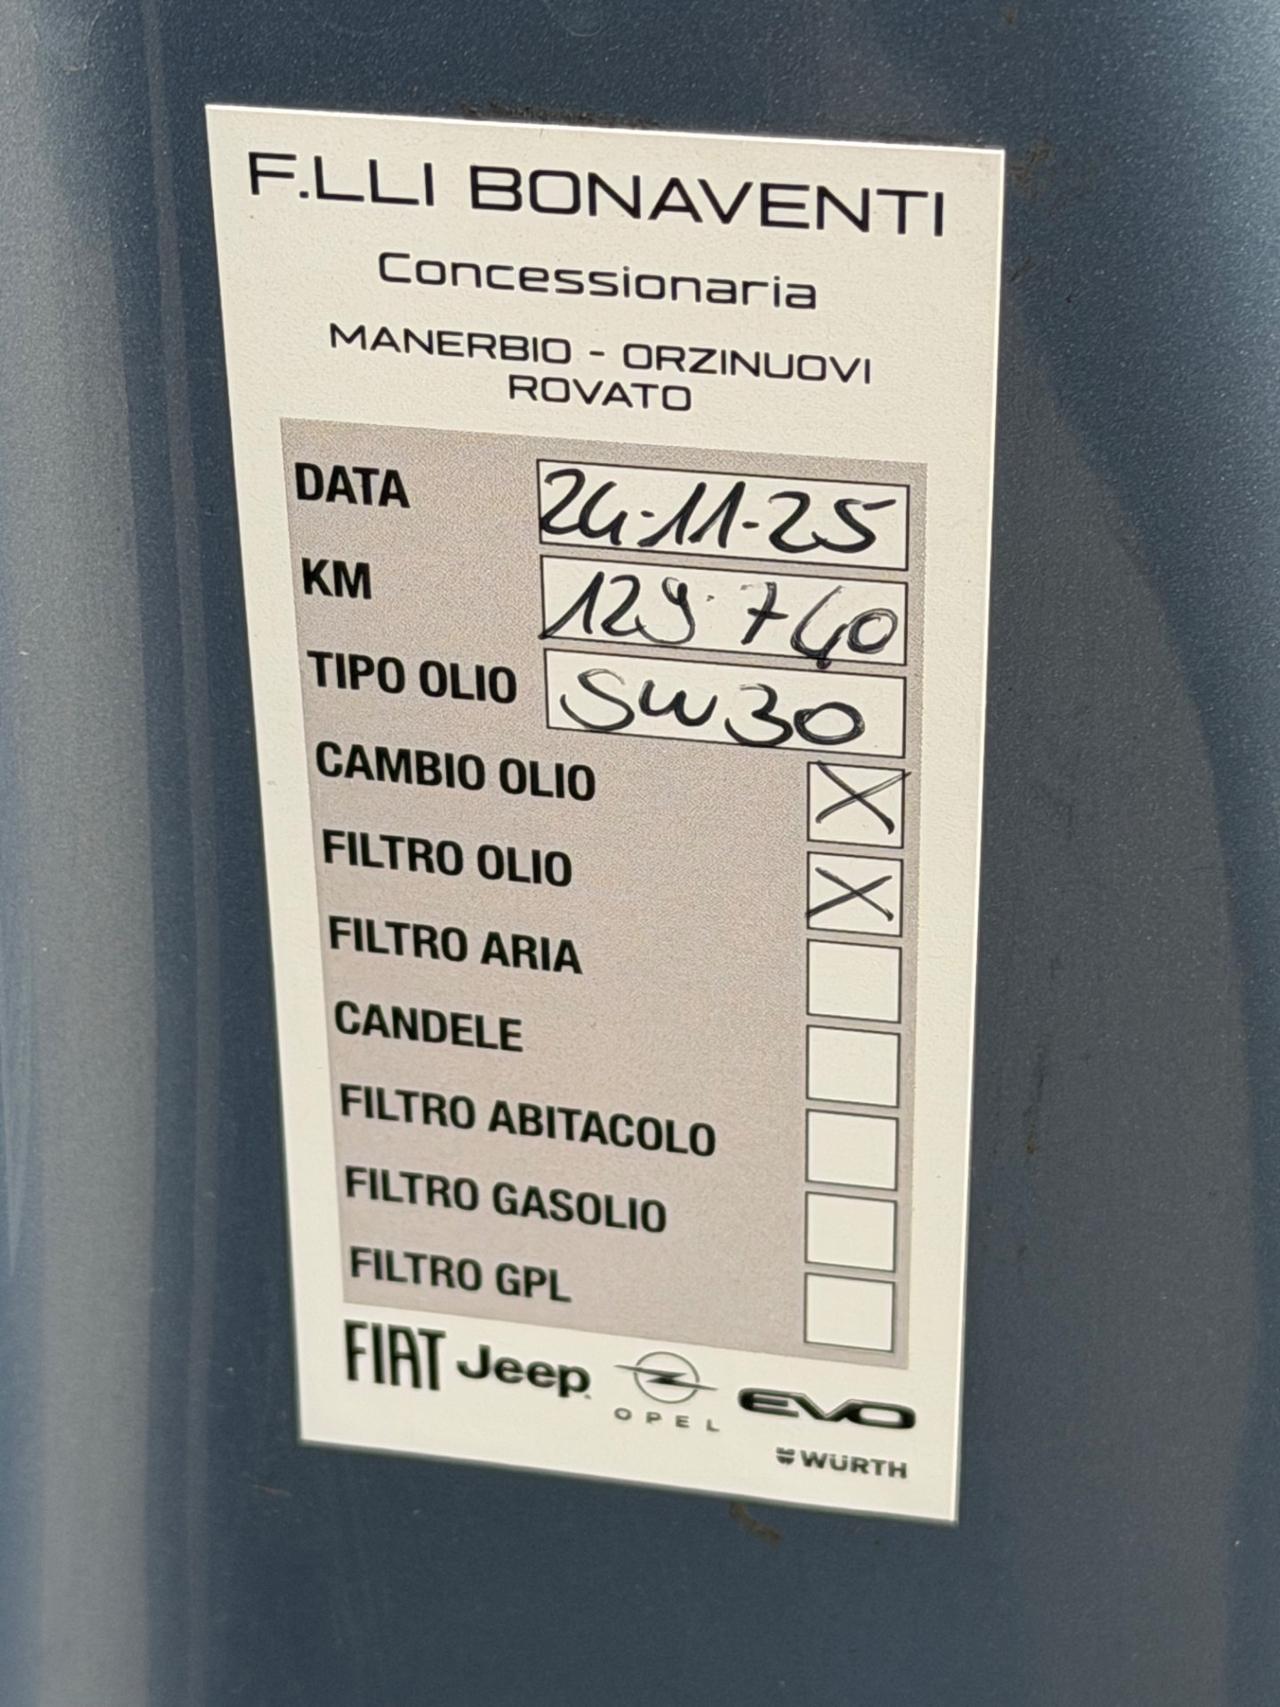 F.LLI BONAVENTI
Concessionaria
MANERBIO - ORZINUOVI
ROVATO
DATA 24-11-25
KM 129.740
TIPO OLIO 5W30
CAMBIO OLIO X
FILTRO OLIO X
FILTRO ARIA
CANDELE
FILTRO ABITACOLO
FILTRO GASOLIO
FILTRO GPL
FIAT Jeep OPEL EVO
WÜRTH